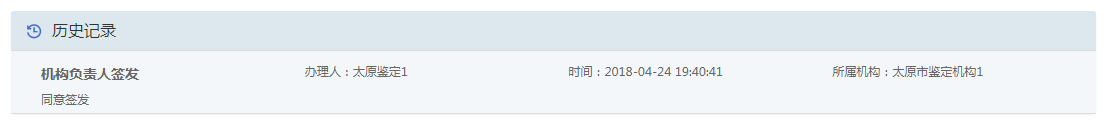 历史记录
机构负责人签发 办理人：太原鉴定1 时间：2018-04-24 19:40:41 所属机构：太原市鉴定机构1
同意签发